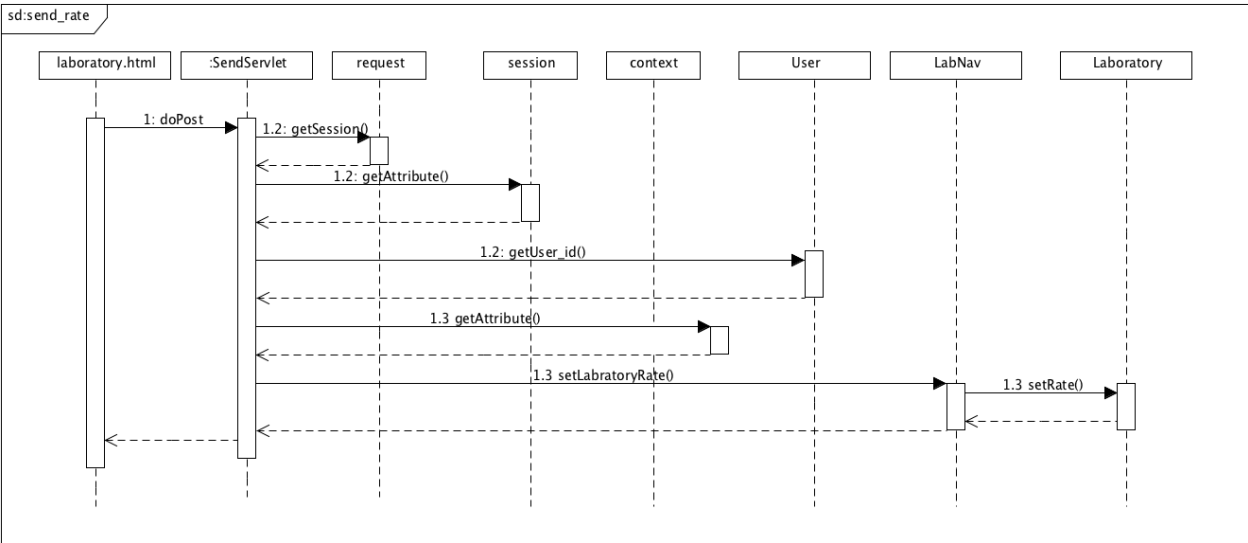 sd:send_rate
laboratory.html
:SendServlet
request
session
context
User
LabNav
Laboratory
1: doPost
1.2: getSession()
1.2: getAttribute()
1.2: getUser_id()
1.3 getAttribute()
1.3 setLabratoryRate()
1.3 setRate()